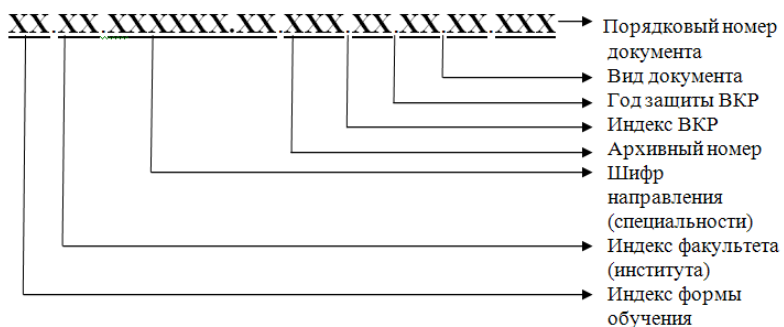 XX.XX.XXXXXX.XX.XXX.XX.XX.XX.XXX
Порядковый номер
документа
Вид документа
Год защиты ВКР
Индекс ВКР
Архивный номер
Шифр
направления
(специальности)
Индекс факультета
(института)
Индекс формы
обучения